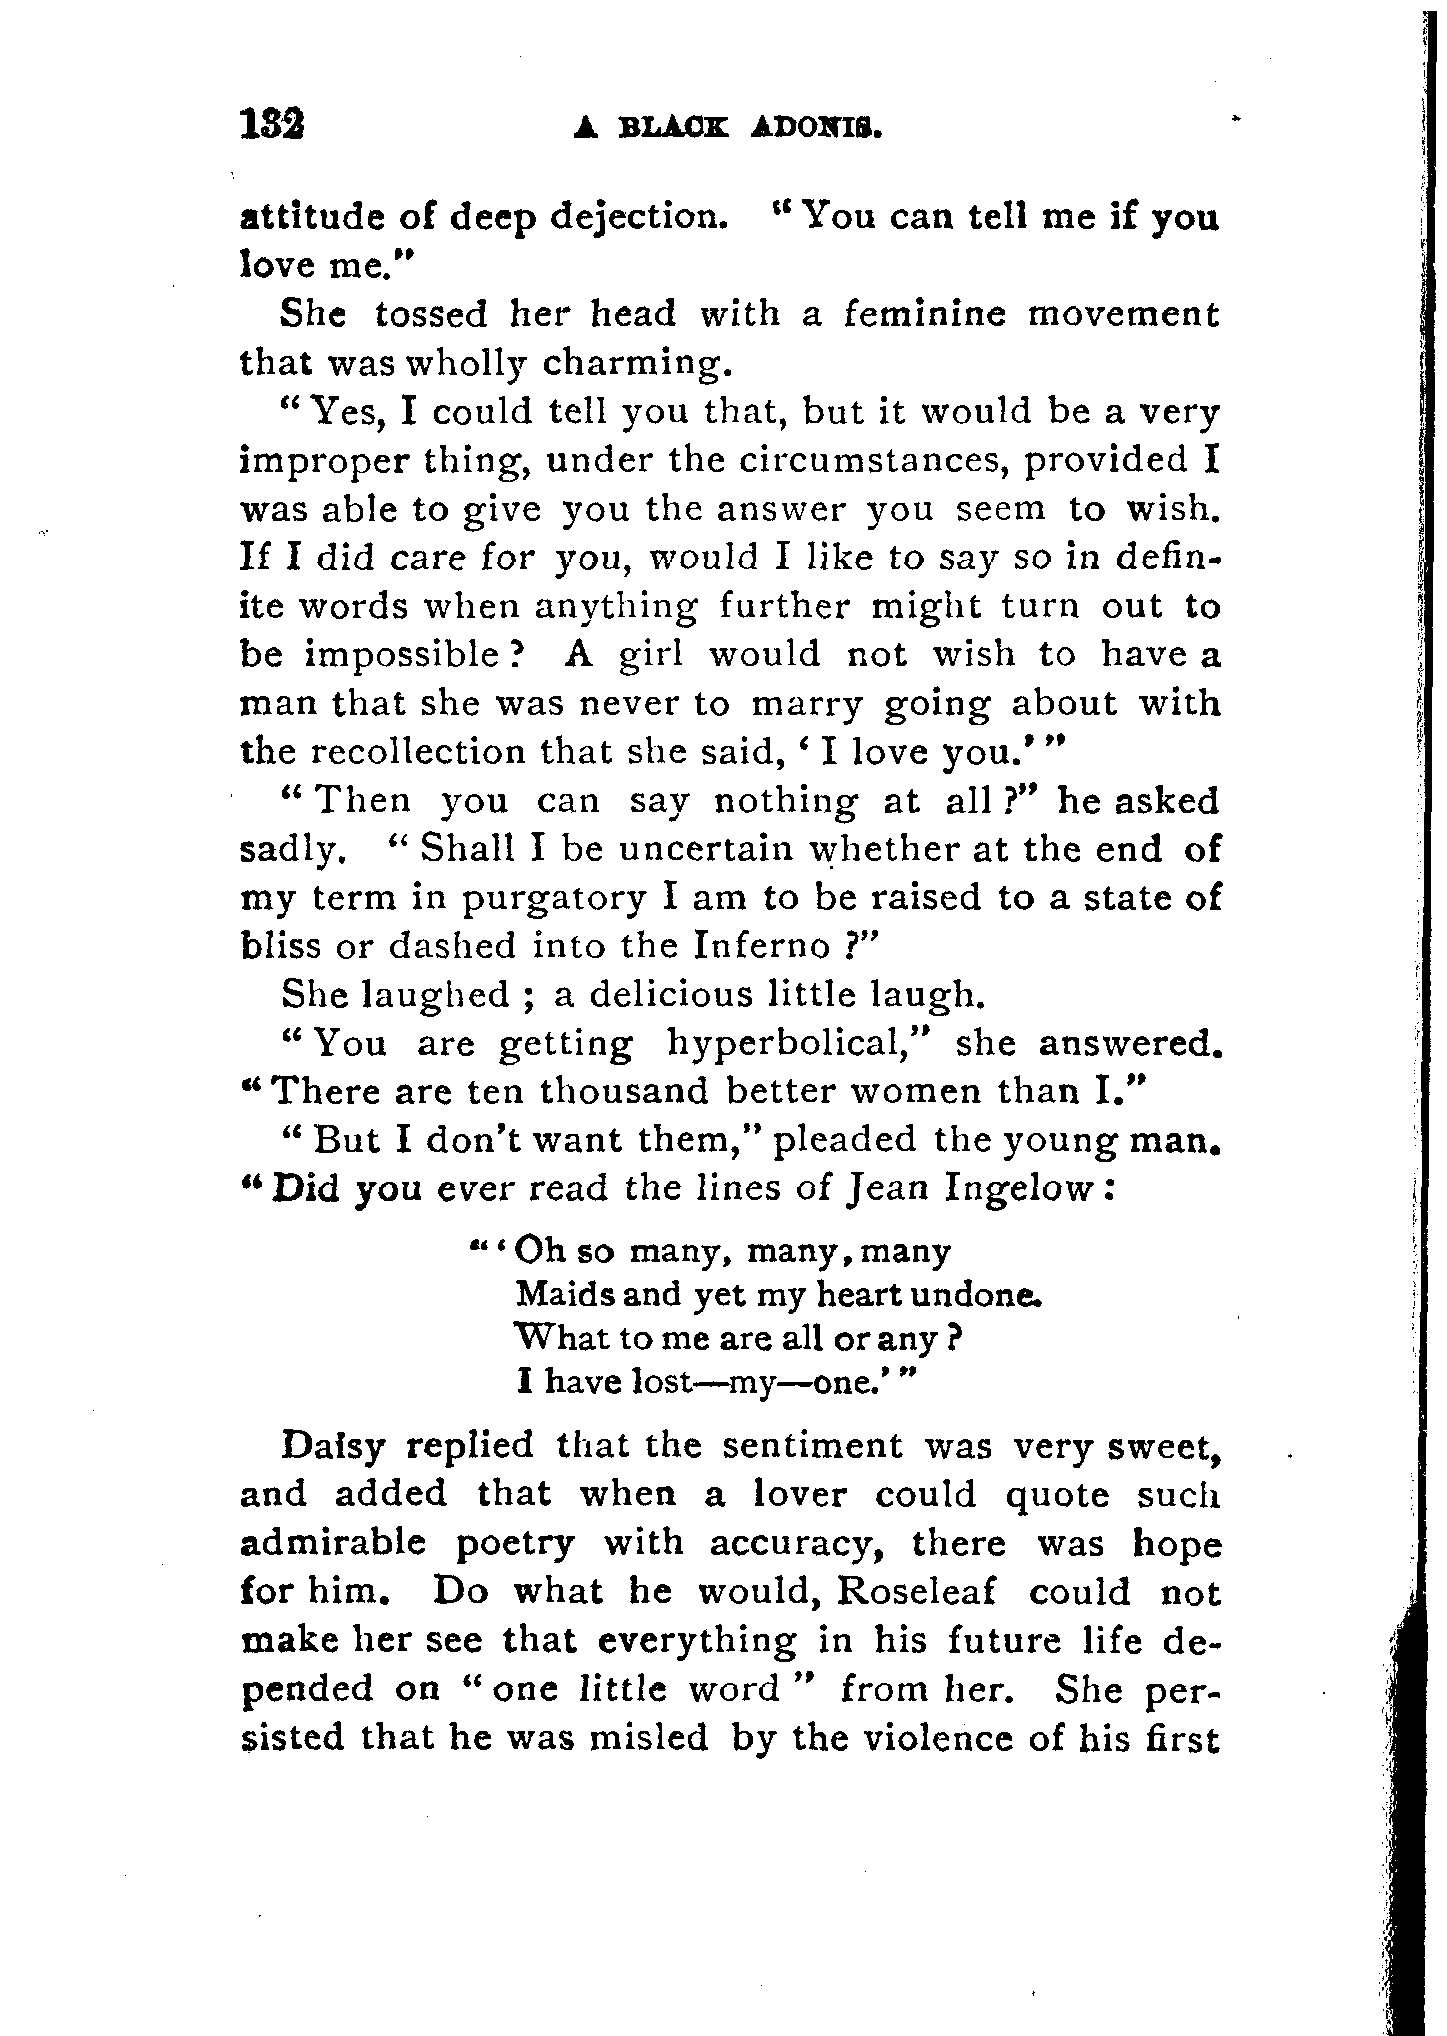 132 A BLACK ADONIS.
attitude of deep dejection. “ You can tell me if you
love me.”
She tossed her head with a feminine movement
that was wholly charming.
“ Yes, I could tell you that, but it would be a very
improper thing, under the circumstances, provided I
was able to give you the answer you seem to wish.
If I did care for you, would I like to say so in defin-
ite words when anything further might turn out to
be impossible ? A girl would not wish to have a
man that she was never to marry going about with
the recollection that she said, ‘ I love you.’ ”
“ Then you can say nothing at all ?” he asked
sadly. “ Shall I be uncertain whether at the end of
my term in purgatory I am to be raised to a state of
bliss or dashed into the Inferno ?”
She laughed ; a delicious little laugh.
“ You are getting hyperbolical,” she answered.
“ There are ten thousand better women than I.”
“ But I don’t want them,” pleaded the young man.
“ Did you ever read the lines of Jean Ingelow :
“ ‘ Oh so many, many, many
Maids and yet my heart undone.
What to me are all or any ?
I have lost—my—one.’ ”
Daisy replied that the sentiment was very sweet,
and added that when a lover could quote such
admirable poetry with accuracy, there was hope
for him. Do what he would, Roseleaf could not
make her see that everything in his future life de-
pended on “ one little word ” from her. She per-
sisted that he was misled by the violence of his first